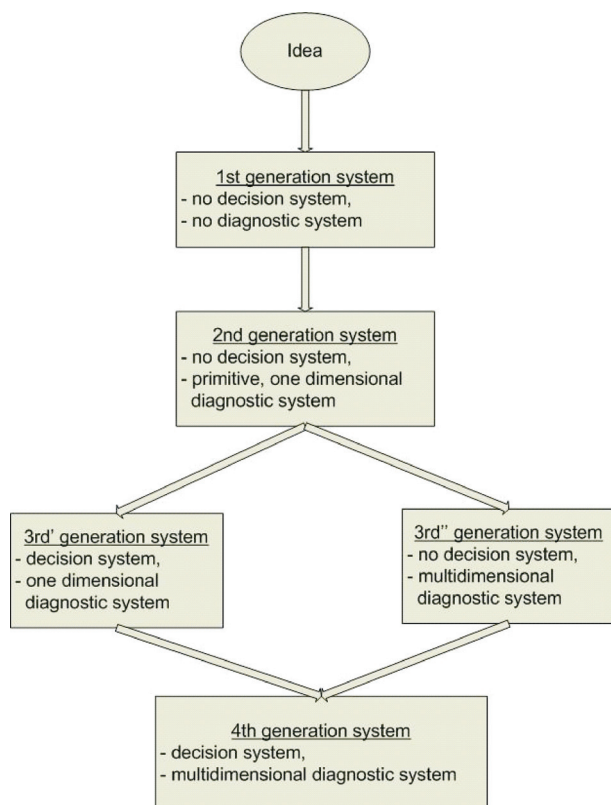 Idea
1st generation system
- no decision system,
- no diagnostic system
2nd generation system
- no decision system,
- primitive, one dimensional
diagnostic system
3rd' generation system
- decision system,
- one dimensional
diagnostic system
3rd'' generation system
- no decision system,
- multidimensional
diagnostic system
4th generation system
- decision system,
- multidimensional diagnostic system